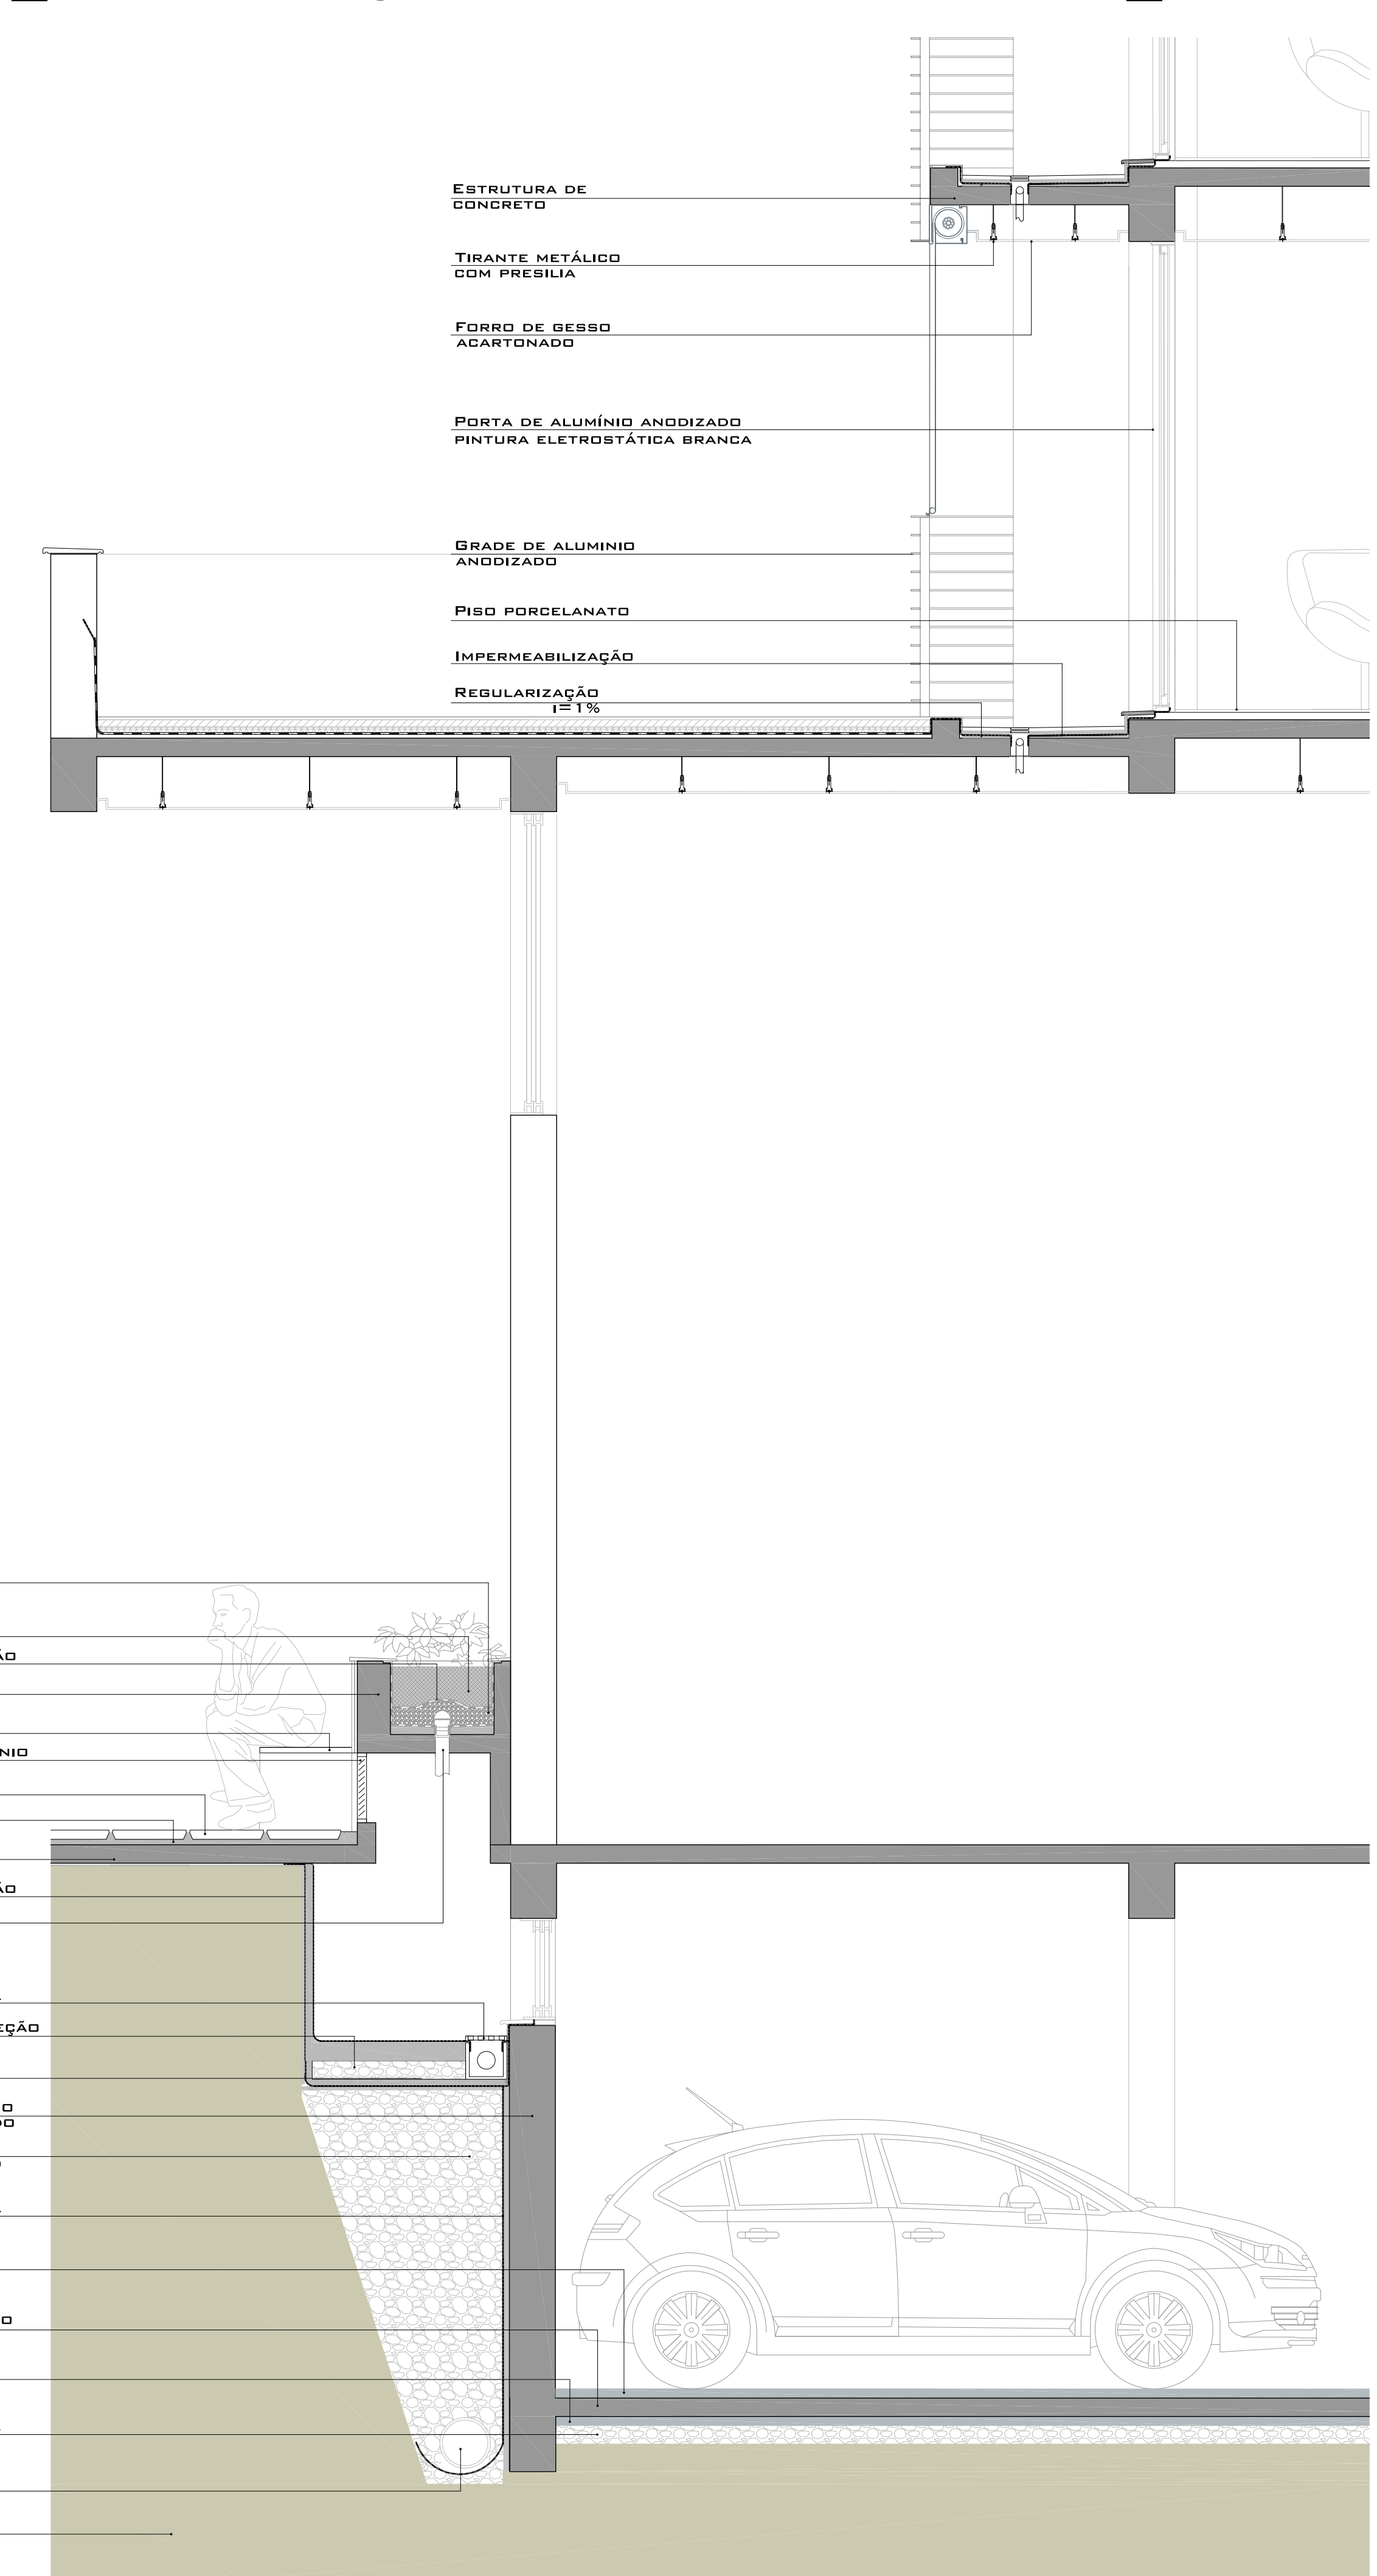 ESTRUTURA DE
CONCRETO
TIRANTE METÁLICO
COM PRESILIA
FORRO DE GESSO
ACARTONADO
PORTA DE ALUMÍNIO ANODIZADO
PINTURA ELETROSTÁTICA BRANCA
GRADE DE ALUMINIO
ANODIZADO
PISO PORCELANATO
IMPERMEABILIZAÇÃO
REGULARIZAÇÃO
I=1%